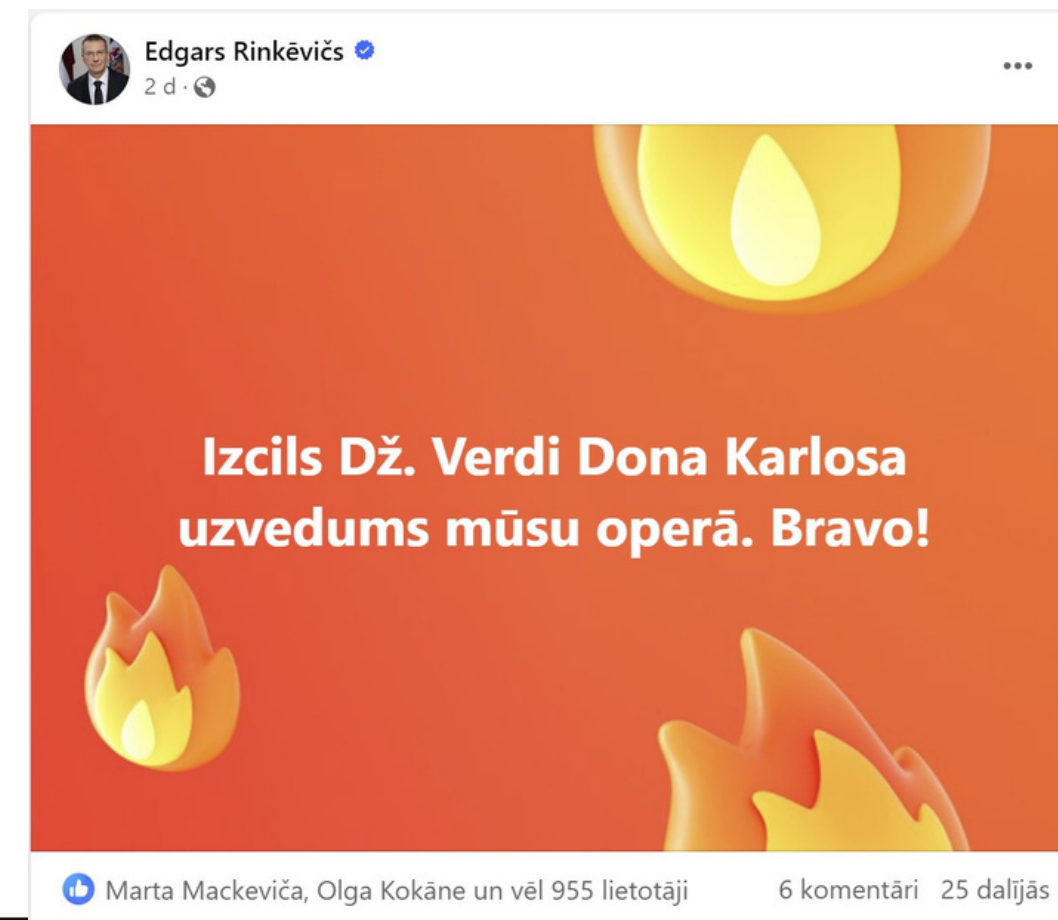 Edgars Rinkēvičs
2 d ·
Izcils Dž. Verdi Dona Karlosa
uzvedums mūsu operā. Bravo!
Marta Mackeviča, Olga Kokāne un vēl 955 lietotāji 6 komentāri 25 dalījās